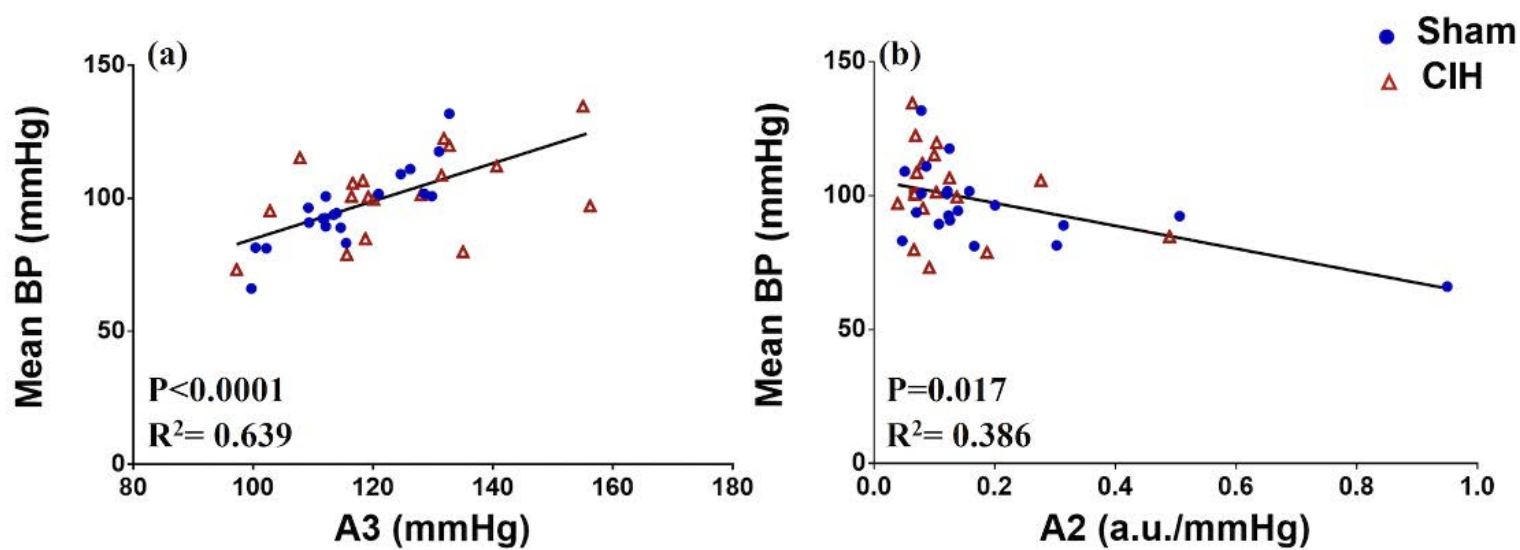 (a)
150
100
50
0
Mean BP (mmHg)
P<0.0001
R²= 0.639
80 100 120 140 160 180
A3 (mmHg)
(b)
150
100
50
0
Mean BP (mmHg)
P=0.017
R²= 0.386
0.0 0.2 0.4 0.6 0.8 1.0
A2 (a.u./mmHg)
Sham
CIH